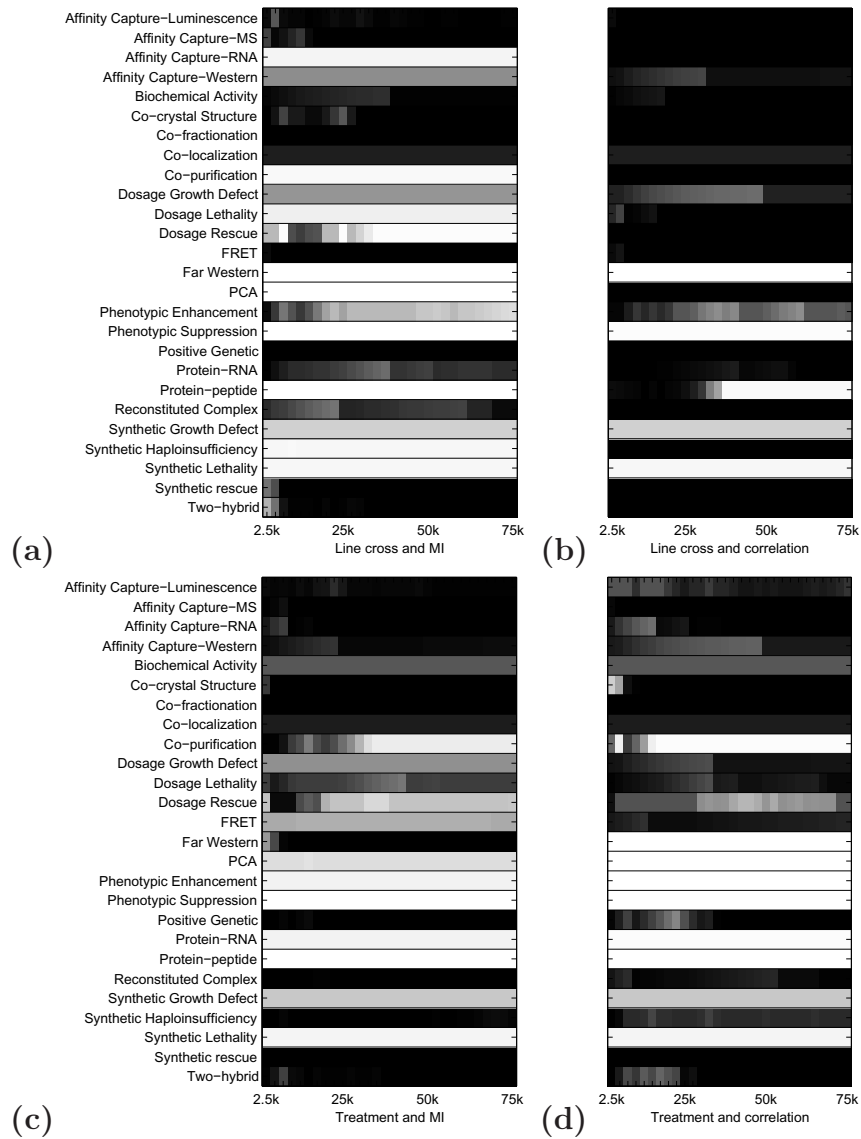 Affinity Capture−Luminescence
Affinity Capture−MS
Affinity Capture−RNA
Affinity Capture−Western
Biochemical Activity
Co−crystal Structure
Co−fractionation
Co−localization
Co−purification
Dosage Growth Defect
Dosage Lethality
Dosage Rescue
FRET
Far Western
PCA
Phenotypic Enhancement
Phenotypic Suppression
Positive Genetic
Protein−RNA
Protein−peptide
Reconstituted Complex
Synthetic Growth Defect
Synthetic Haploinsufficiency
Synthetic Lethality
Synthetic rescue
Two−hybrid
2.5k 25k 50k 75k
(a) Line cross and MI
2.5k 25k 50k 75k
(b) Line cross and correlation
Affinity Capture−Luminescence
Affinity Capture−MS
Affinity Capture−RNA
Affinity Capture−Western
Biochemical Activity
Co−crystal Structure
Co−fractionation
Co−localization
Co−purification
Dosage Growth Defect
Dosage Lethality
Dosage Rescue
FRET
Far Western
PCA
Phenotypic Enhancement
Phenotypic Suppression
Positive Genetic
Protein−RNA
Protein−peptide
Reconstituted Complex
Synthetic Growth Defect
Synthetic Haploinsufficiency
Synthetic Lethality
Synthetic rescue
Two−hybrid
2.5k 25k 50k 75k
(c) Treatment and MI
2.5k 25k 50k 75k
(d) Treatment and correlation